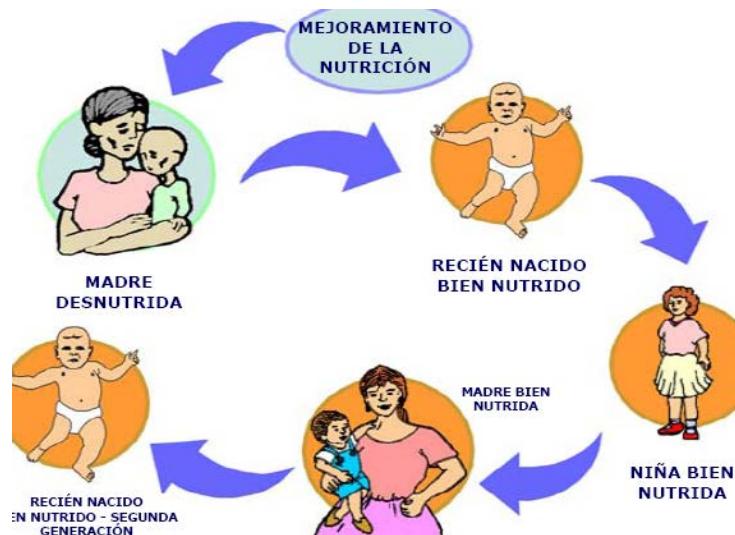 MEJORAMIENTO
DE LA
NUTRICIÓN
MADRE
DESNUTRIDA
RECIÉN NACIDO
BIEN NUTRIDO
NIÑA BIEN
NUTRIDA
MADRE BIEN
NUTRIDA
RECIÉN NACIDO
EN NUTRIDO - SEGUNDA
GENERACIÓN